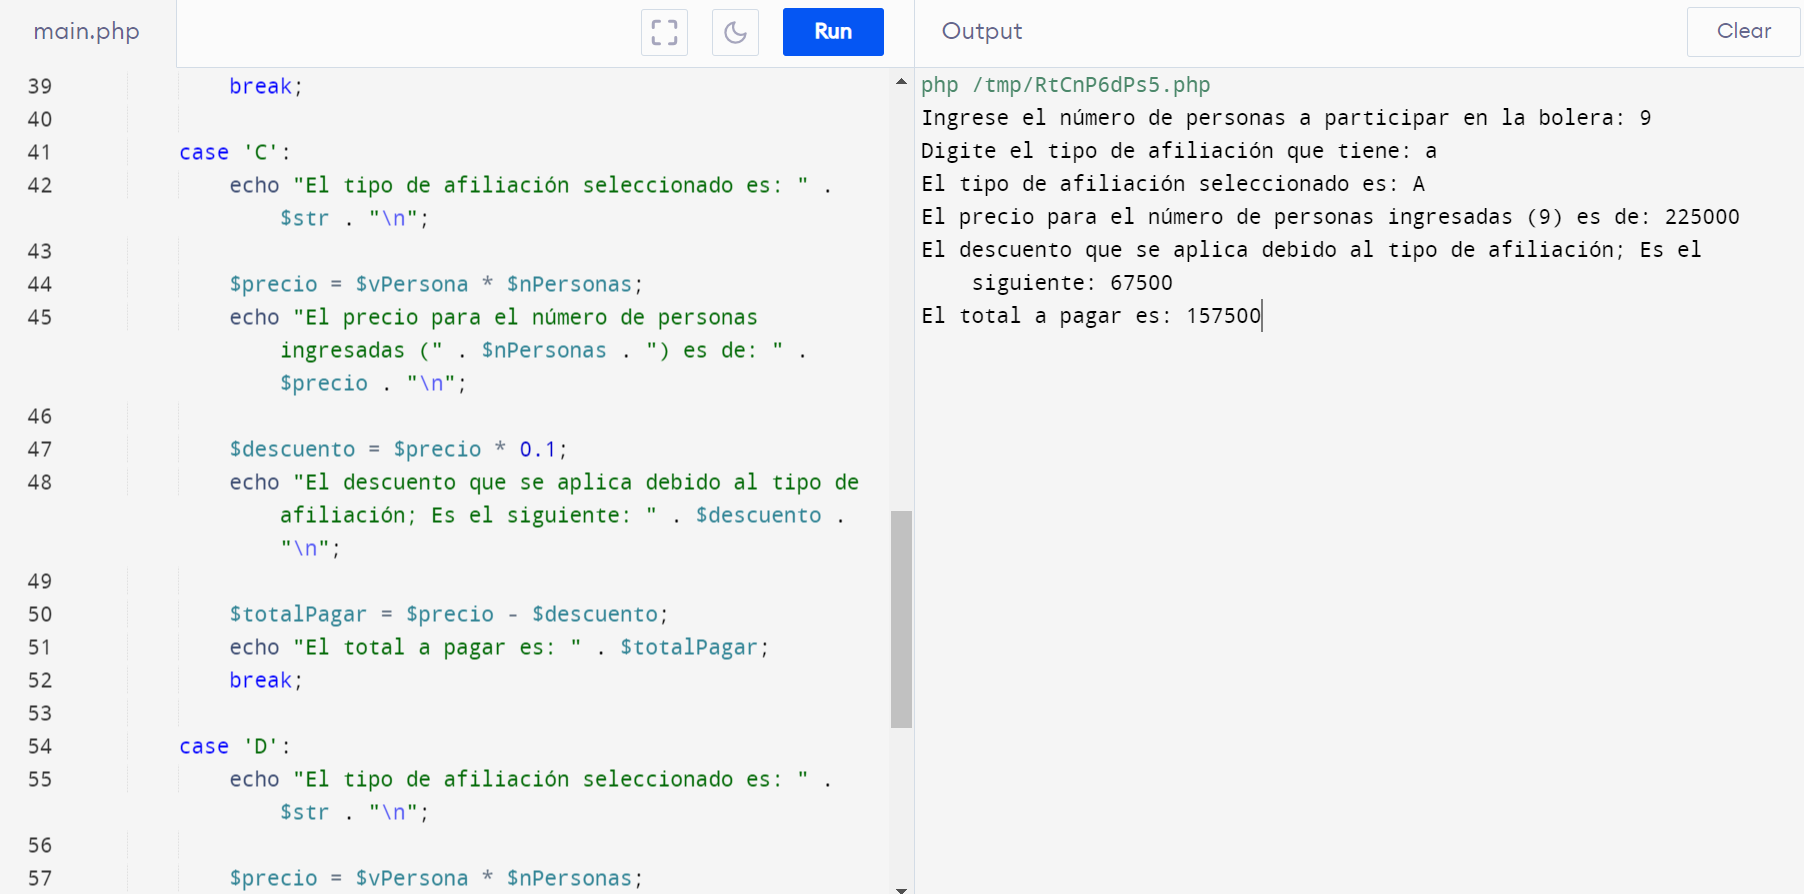 main.php
Run
Output
Clear
39 break;
40
41 case 'C':
42 echo "El tipo de afiliación seleccionado es: " .
$str . "\n";
43
44 $precio = $vPersona * $nPersonas;
45 echo "El precio para el número de personas
ingresadas (" . $nPersonas . ") es de: " .
$precio . "\n";
46
47 $descuento = $precio * 0.1;
48 echo "El descuento que se aplica debido al tipo de
afiliación; Es el siguiente: " . $descuento .
"\n";
49
50 $totalPagar = $precio - $descuento;
51 echo "El total a pagar es: " . $totalPagar;
52 break;
53
54 case 'D':
55 echo "El tipo de afiliación seleccionado es: " .
$str . "\n";
56
57 $precio = $vPersona * $nPersonas;
php /tmp/RtCnP6dPs5.php
Ingrese el número de personas a participar en la bolera: 9
Digite el tipo de afiliación que tiene: a
El tipo de afiliación seleccionado es: A
El precio para el número de personas ingresadas (9) es de: 225000
El descuento que se aplica debido al tipo de afiliación; Es el
siguiente: 67500
El total a pagar es: 157500